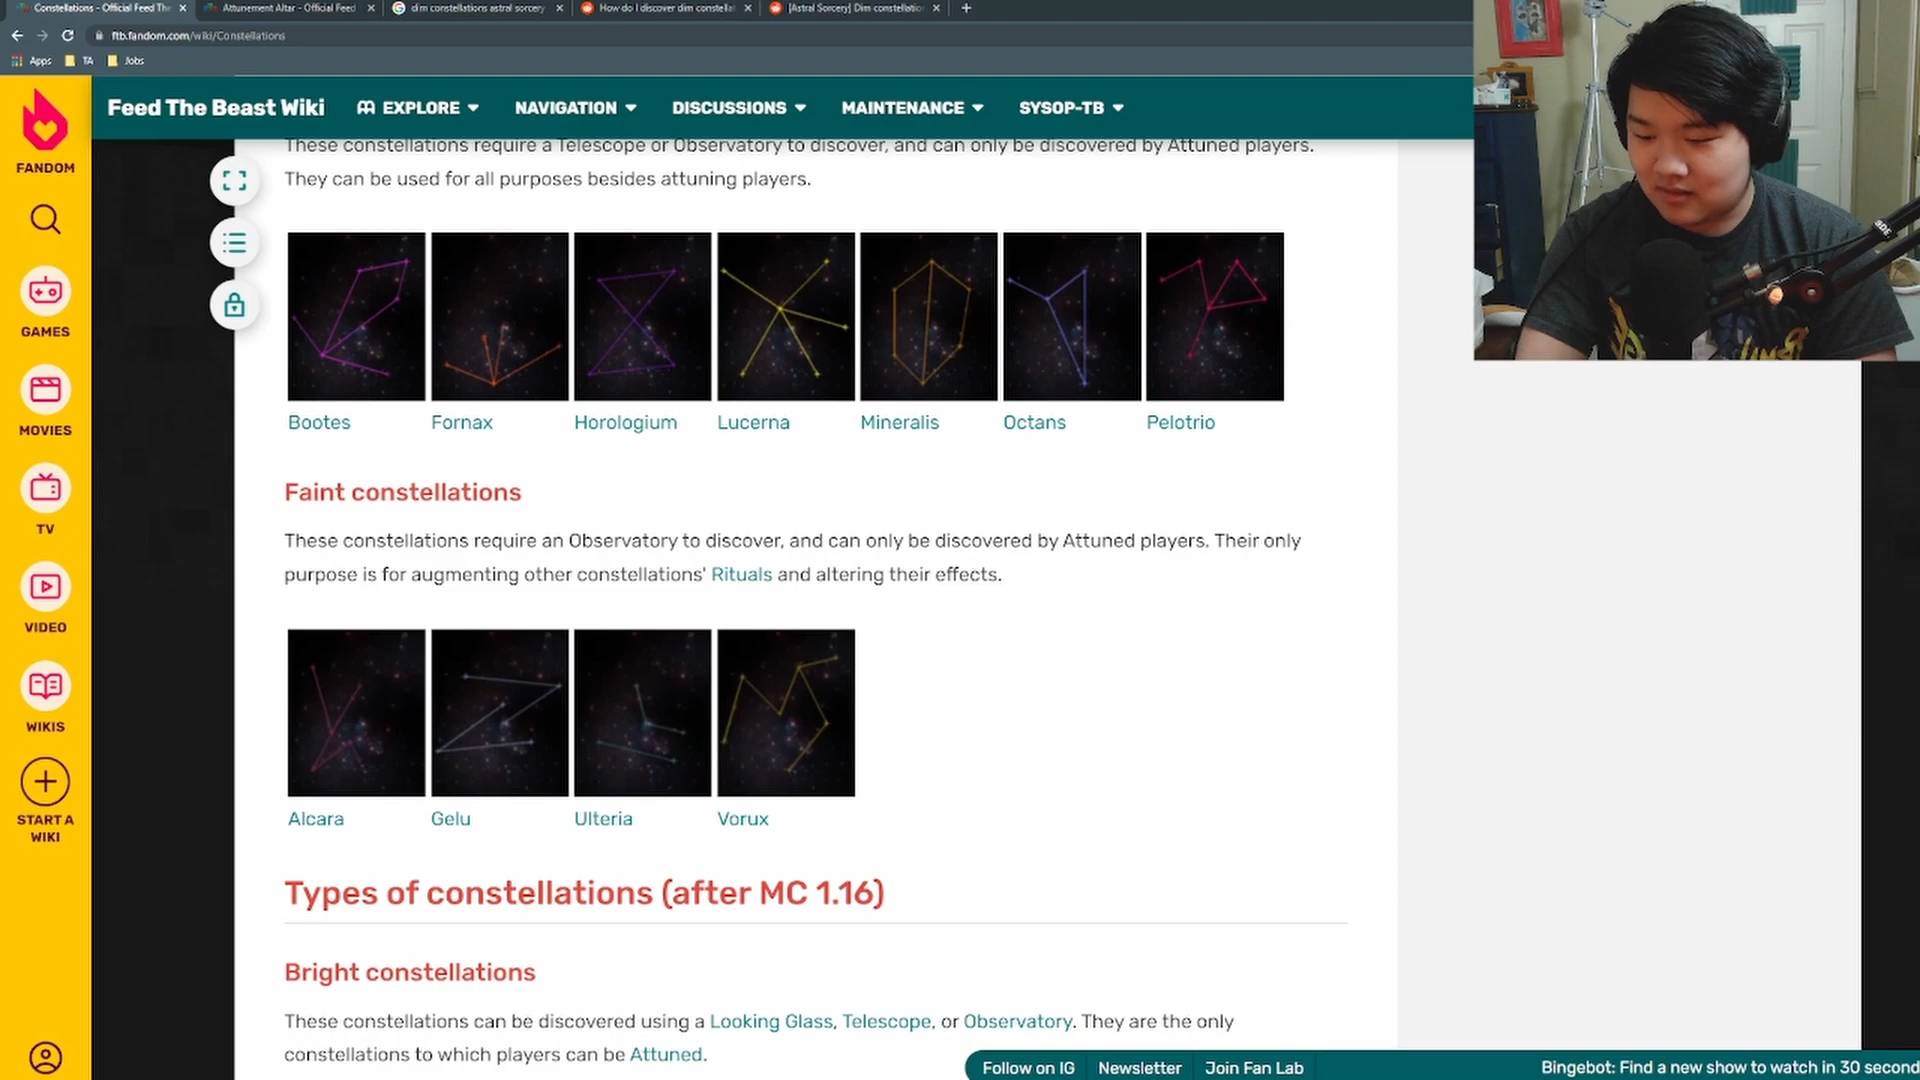 Constellations - Official Feed The
Attunement Altar - Official Feed
dim constellations astral sorcery
How do I discover dim constellat
[Astral Sorcery] Dim constellation
ftb.fandom.com/wiki/Constellations
Apps
TA
Jobs
FANDOM
GAMES
MOVIES
TV
VIDEO
WIKIS
START A
WIKI
Feed The Beast Wiki
EXPLORE
NAVIGATION
DISCUSSIONS
MAINTENANCE
SYSOP-TB
These constellations require a Telescope or Observatory to discover, and can only be discovered by Attuned players.
They can be used for all purposes besides attuning players.
Bootes
Fornax
Horologium
Lucerna
Mineralis
Octans
Pelotrio
Faint constellations
These constellations require an Observatory to discover, and can only be discovered by Attuned players. Their only
purpose is for augmenting other constellations' Rituals and altering their effects.
Alcara
Gelu
Ulteria
Vorux
Types of constellations (after MC 1.16)
Bright constellations
These constellations can be discovered using a Looking Glass, Telescope, or Observatory. They are the only
constellations to which players can be Attuned.
Follow on IG
Newsletter
Join Fan Lab
Bingebot: Find a new show to watch in 30 second